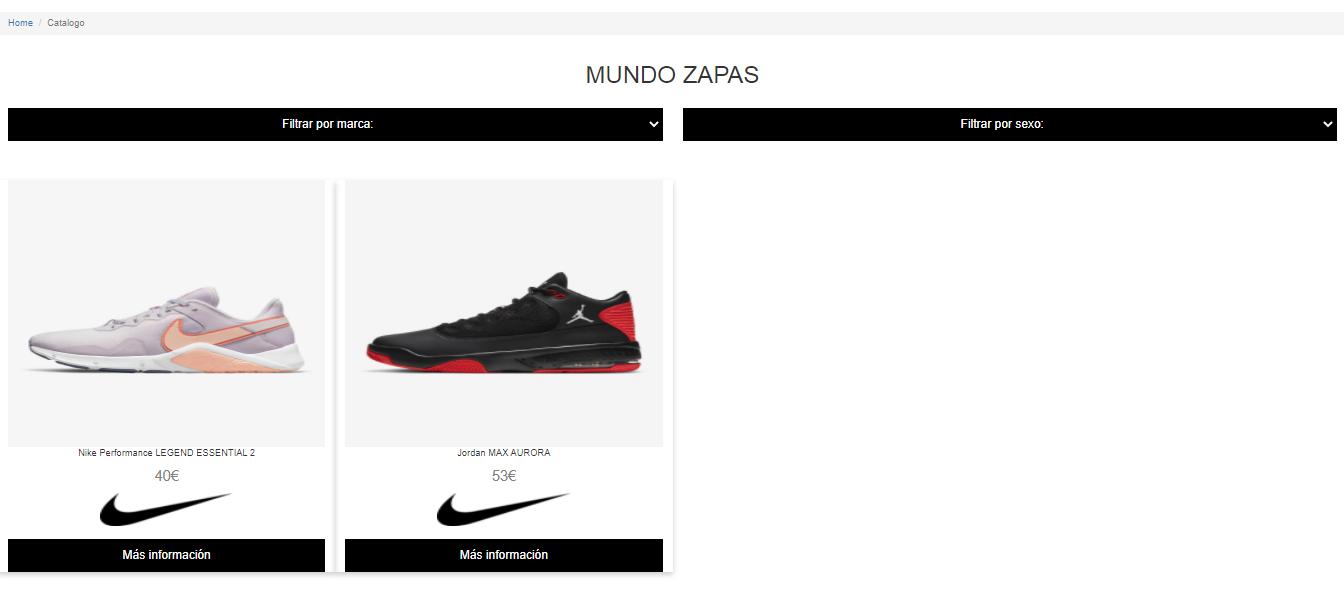 Home / Catalogo
MUNDO ZAPAS
Filtrar por marca:
Filtrar por sexo:
Nike Performance LEGEND ESSENTIAL 2
40€
Más información
Jordan MAX AURORA
53€
Más información